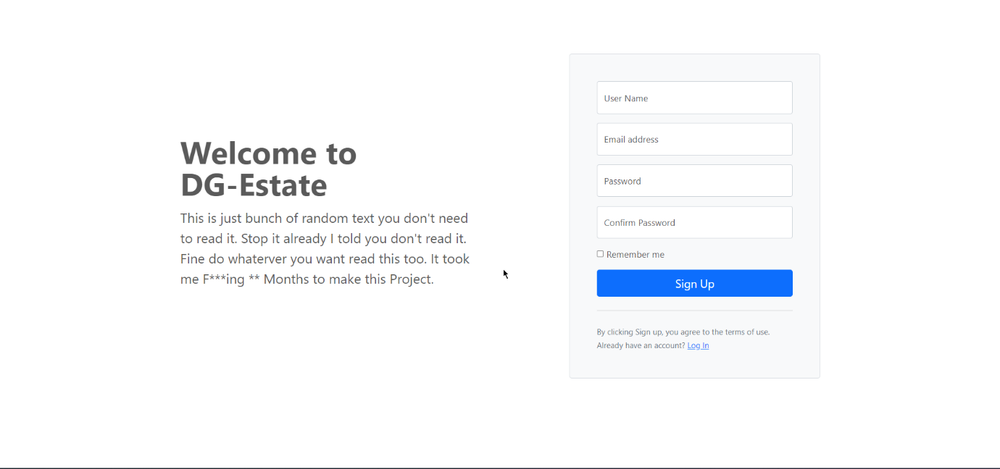 Welcome to
DG-Estate
This is just bunch of random text you don't need
to read it. Stop it already I told you don't read it.
Fine do whaterver you want read this too. It took
me F***ing ** Months to make this Project.
User Name
Email address
Password
Confirm Password
Remember me
Sign Up
By clicking Sign up, you agree to the terms of use.
Already have an account? Log In